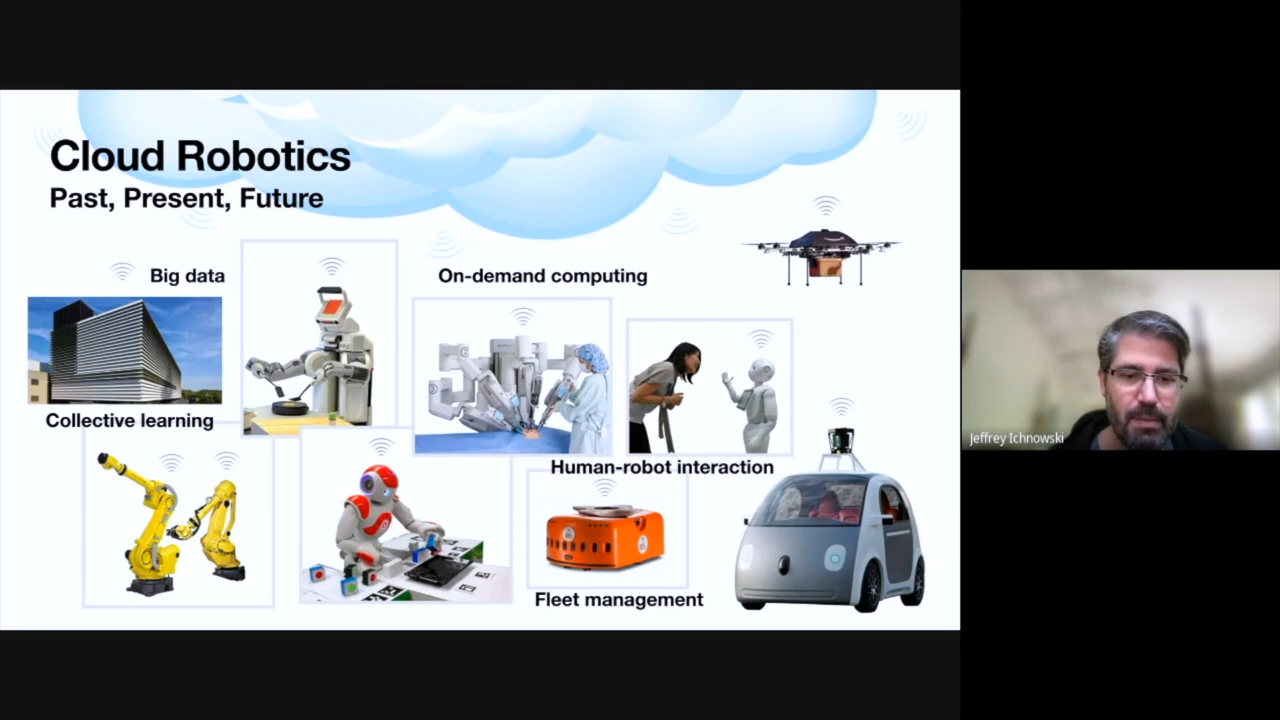 Cloud Robotics
Past, Present, Future
Big data
On-demand computing
Collective learning
Human-robot interaction
Fleet management
Jeffrey Ichnowski